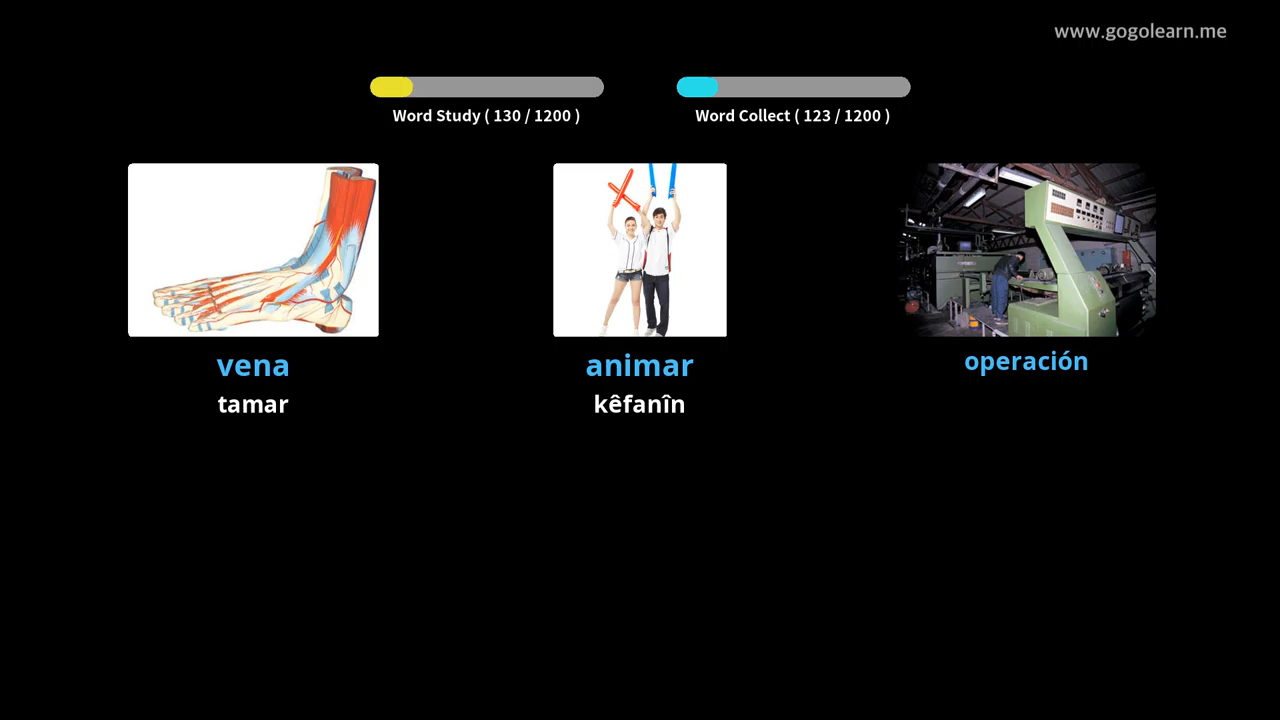 www.gogolearn.me
Word Study ( 130 / 1200 )
Word Collect ( 123 / 1200 )
vena
tamar
animar
kêfanîn
operación